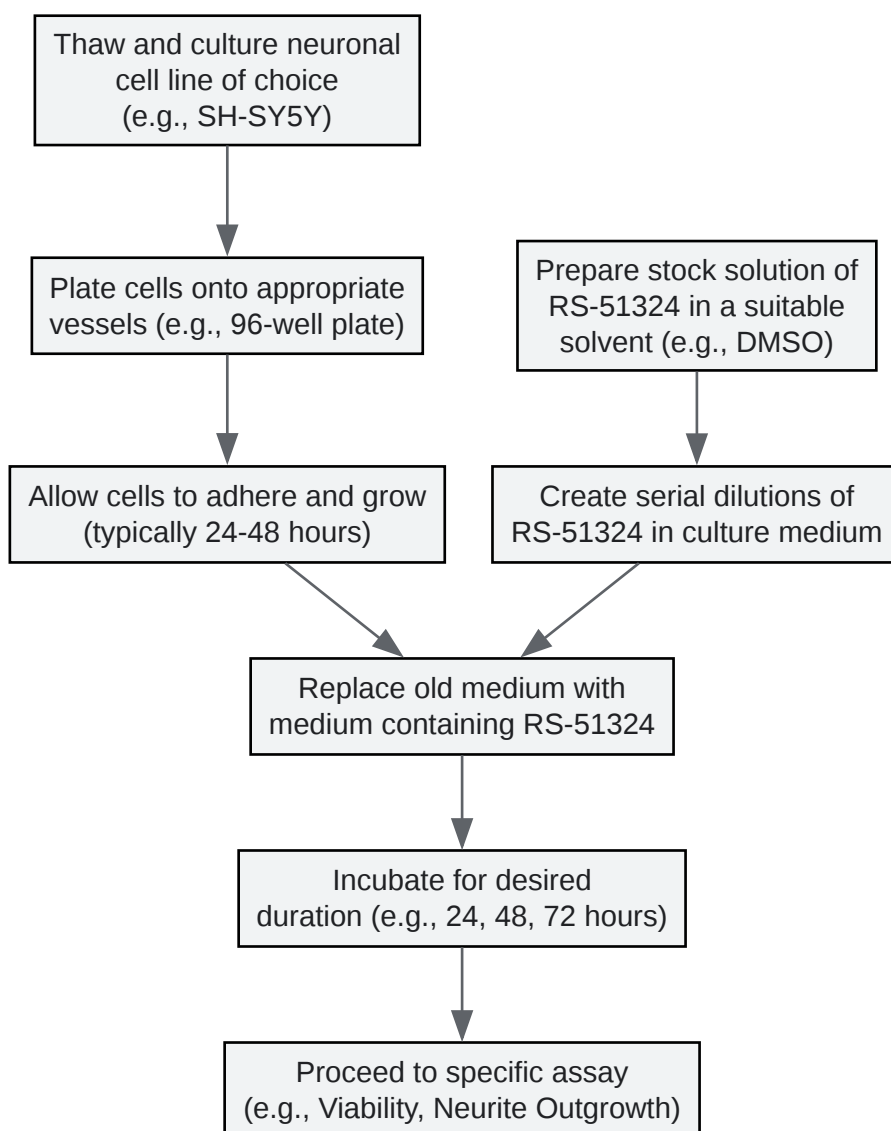 Thaw and culture neuronal
cell line of choice
(e.g., SH-SY5Y)
Plate cells onto appropriate
vessels (e.g., 96-well plate)
Prepare stock solution of
RS-51324 in a suitable
solvent (e.g., DMSO)
Allow cells to adhere and grow
(typically 24-48 hours)
Create serial dilutions of
RS-51324 in culture medium
Replace old medium with
medium containing RS-51324
Incubate for desired
duration (e.g., 24, 48, 72 hours)
Proceed to specific assay
(e.g., Viability, Neurite Outgrowth)